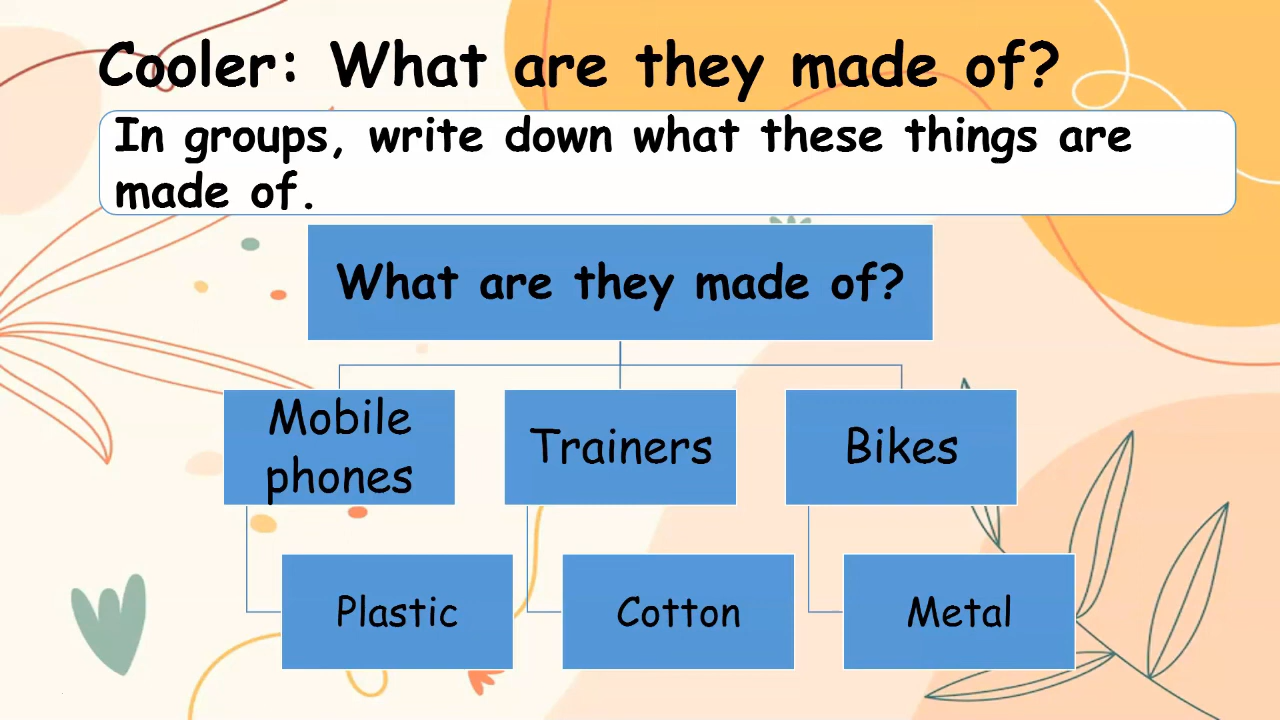 Cooler: What are they made of?
In groups, write down what these things are
made of.
What are they made of?
Mobile
phones
Trainers
Bikes
Plastic
Cotton
Metal